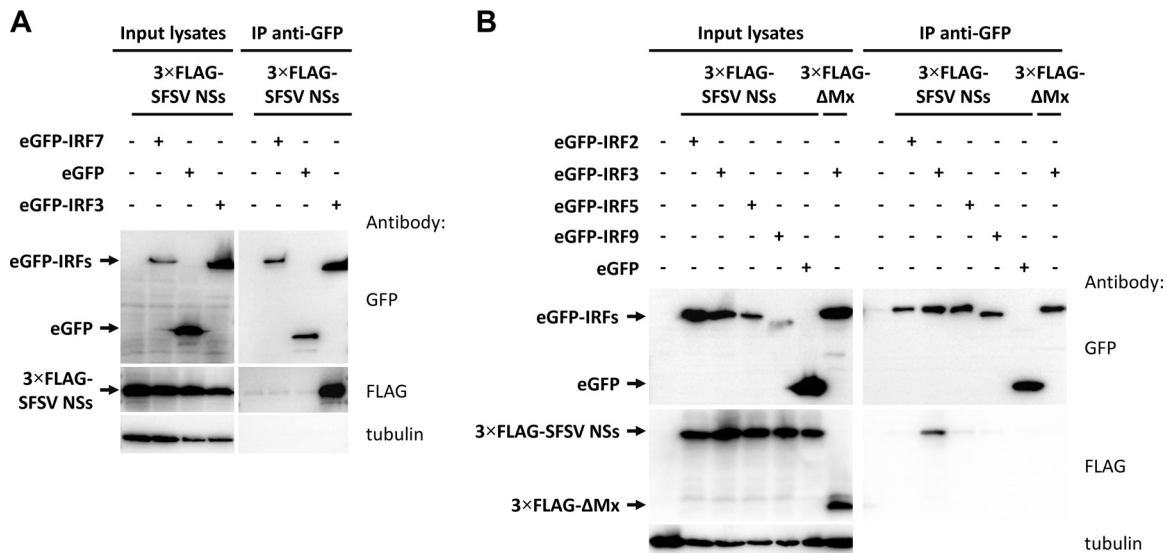 A
Input lysates IP anti-GFP
3×FLAG- 3×FLAG-
SFSV NSs SFSV NSs
eGFP-IRF7 - + - - - + - -
eGFP - - + - - - + -
eGFP-IRF3 - - - + - - - +
Antibody:
eGFP-IRFs
GFP
eGFP
3×FLAG-
SFSV NSs
FLAG
tubulin
B
Input lysates IP anti-GFP
3×FLAG- 3×FLAG- 3×FLAG- 3×FLAG-
SFSV NSs ΔMx SFSV NSs ΔMx
eGFP-IRF2 - + - - - - - - + - - - - -
eGFP-IRF3 - - + - - - + - - + - - - +
eGFP-IRF5 - - - + - - - - - - + - - -
eGFP-IRF9 - - - - + - - - - - - + - -
eGFP - - - - - + - - - - - - + -
Antibody:
eGFP-IRFs
GFP
eGFP
3×FLAG-SFSV NSs
FLAG
3×FLAG-ΔMx
tubulin